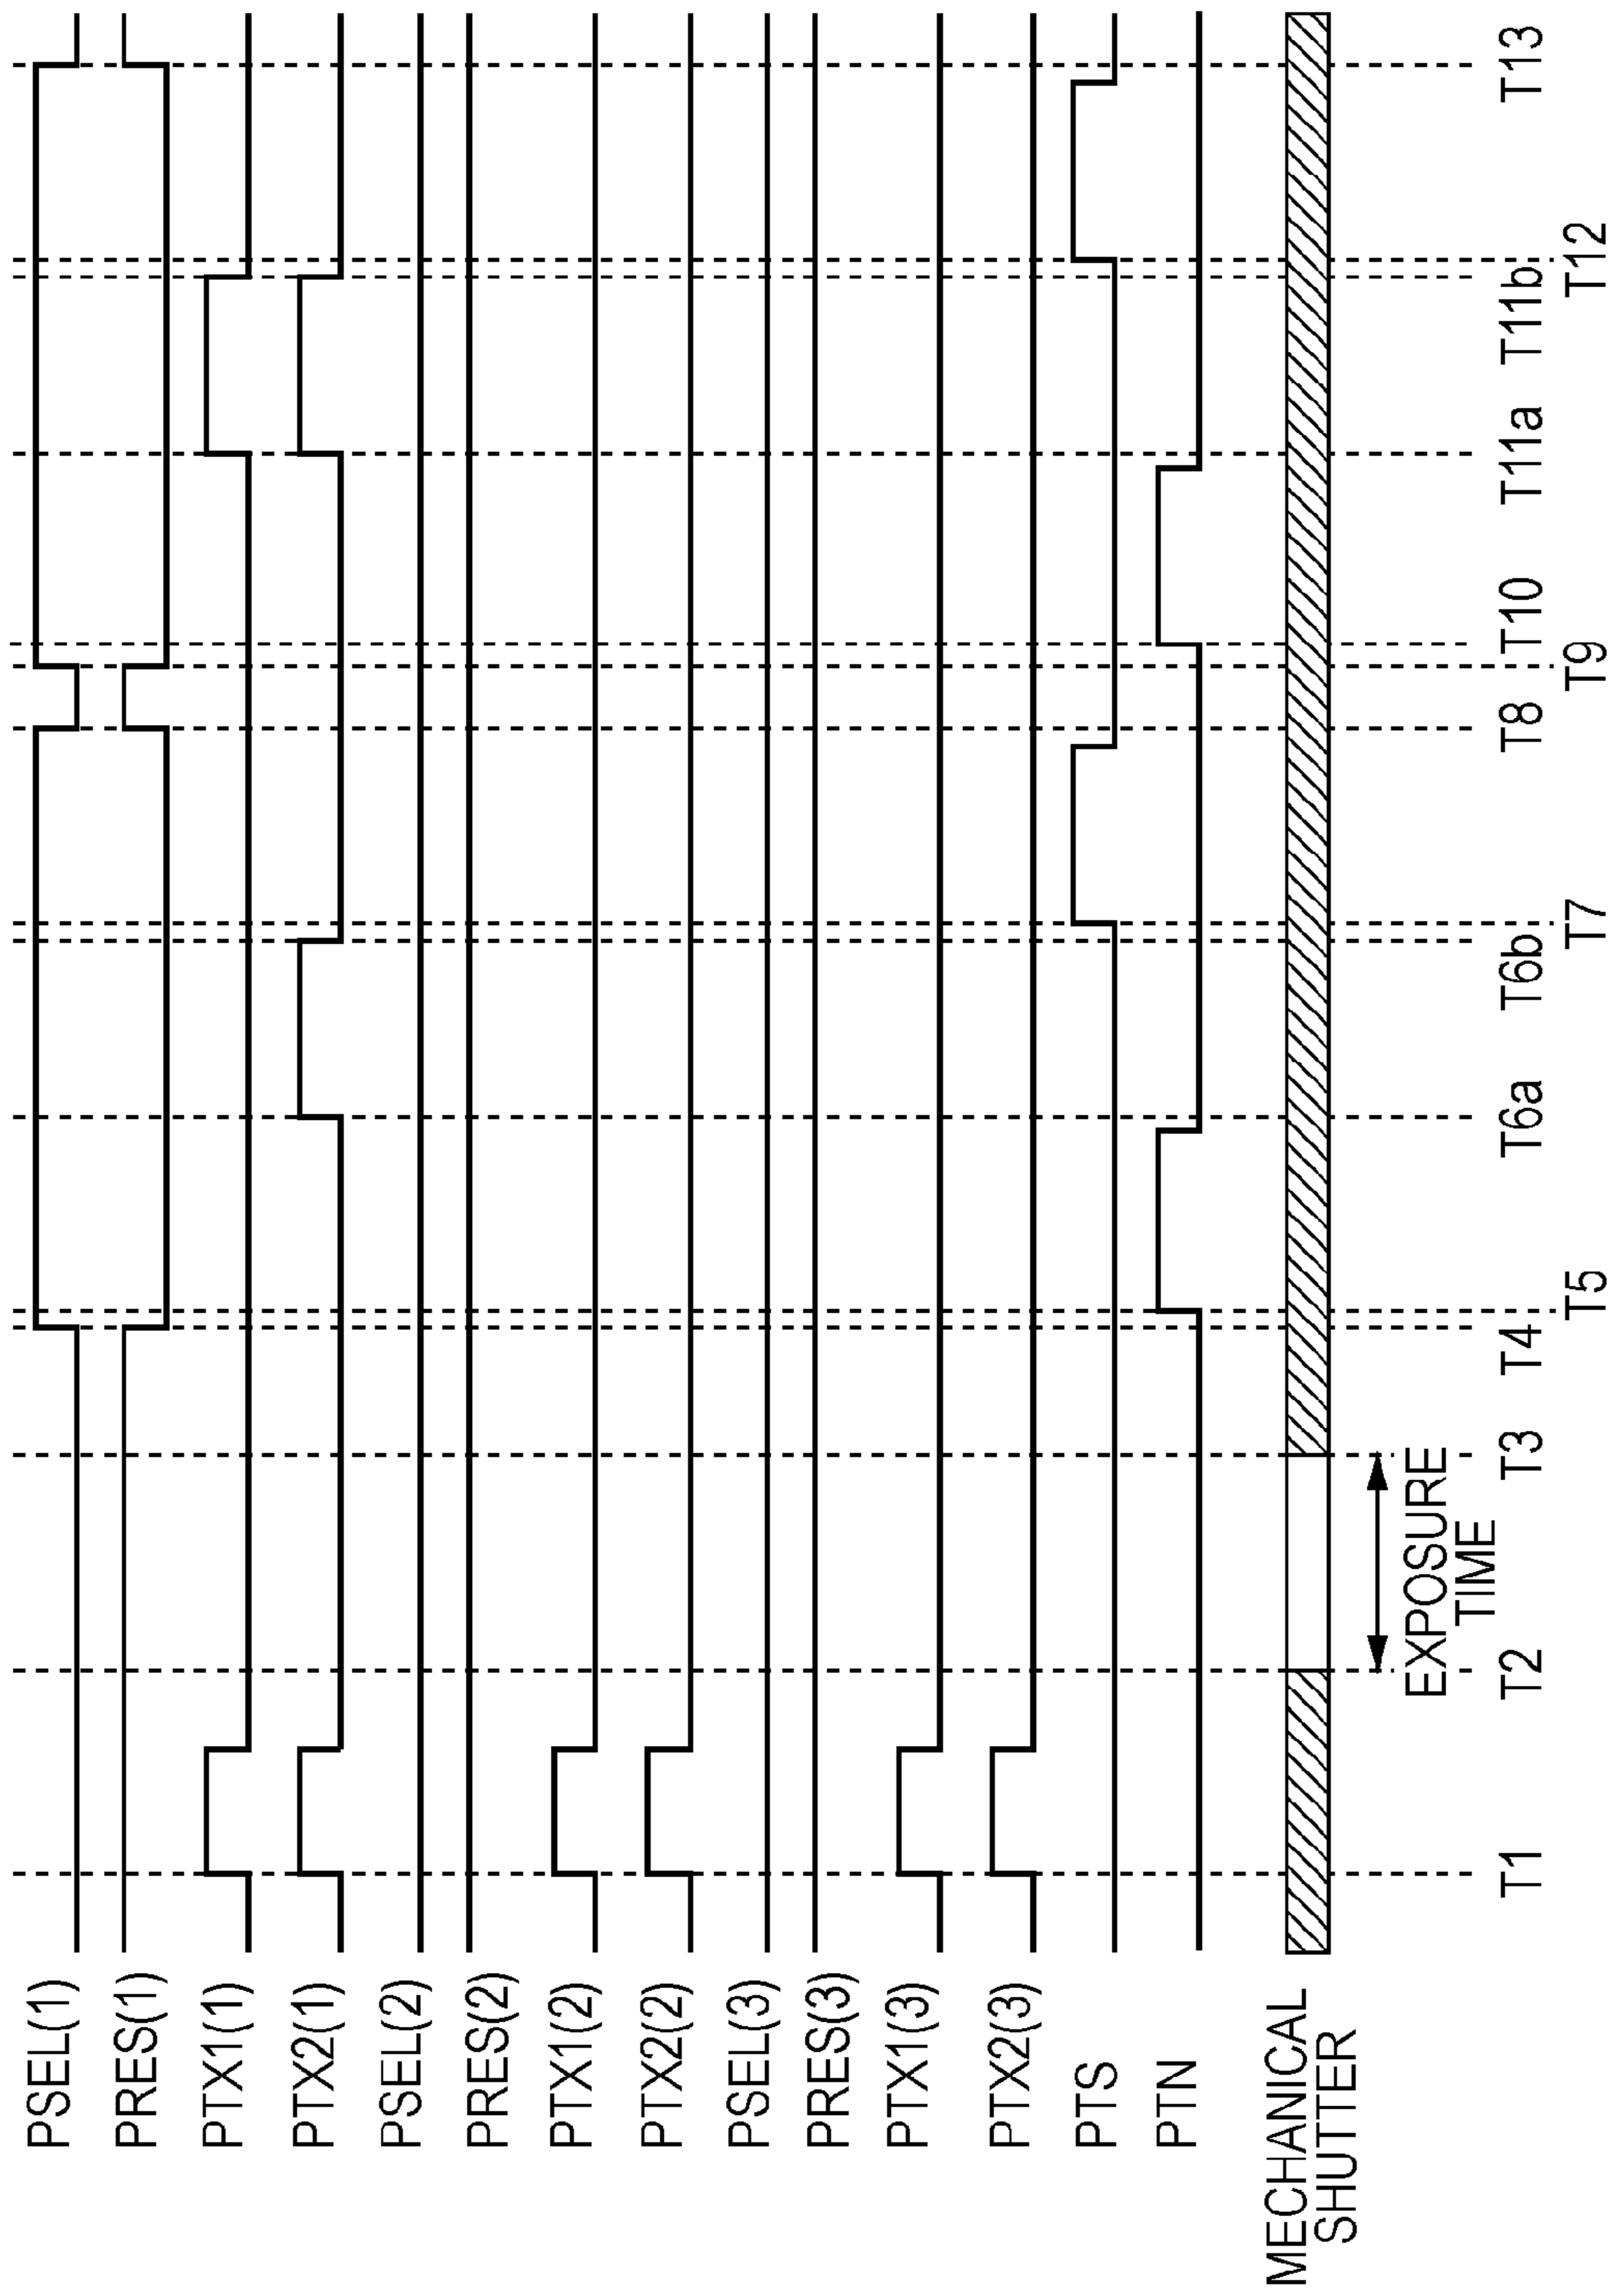 PSEL(1)
PRES(1)
PTX1(1)
PTX2(1)
PSEL(2)
PRES(2)
PTX1(2)
PTX2(2)
PSEL(3)
PRES(3)
PTX1(3)
PTX2(3)
PTS
PTN
MECHANICAL
SHUTTER
EXPOSURE
TIME
T1 T2 T3 T4 T6a T6b T8 T10 T11a T11b T13
T5 T7 T9 T12